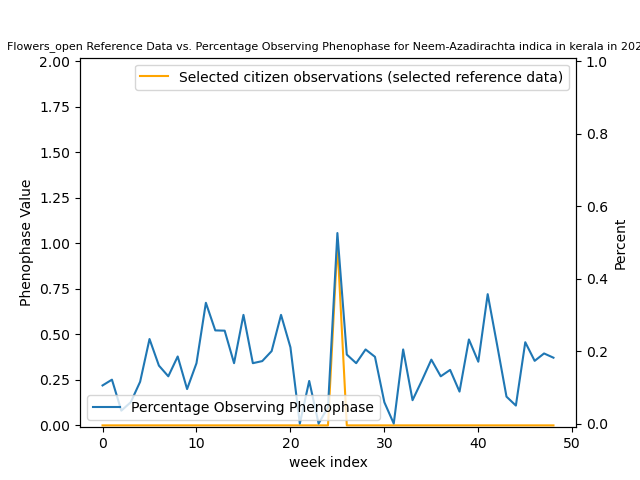 Flowers_open Reference Data vs. Percentage Observing Phenophase for Neem-Azadirachta indica in kerala in 202
Selected citizen observations (selected reference data)
Percentage Observing Phenophase
Phenophase Value
2.00
1.75
1.50
1.25
1.00
0.75
0.50
0.25
0.00
Percent
1.0
0.8
0.6
0.4
0.2
0.0
0 10 20 30 40 50
week index